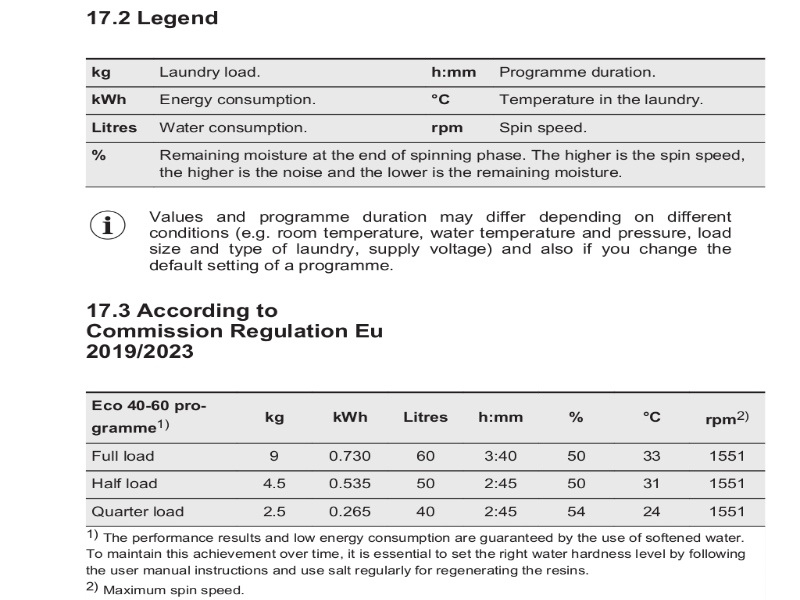 17.2 Legend
kg Laundry load. h:mm Programme duration.
kWh Energy consumption. °C Temperature in the laundry.
Litres Water consumption. rpm Spin speed.
% Remaining moisture at the end of spinning phase. The higher is the spin speed,
the higher is the noise and the lower is the remaining moisture.
i Values and programme duration may differ depending on different
conditions (e.g. room temperature, water temperature and pressure, load
size and type of laundry, supply voltage) and also if you change the
default setting of a programme.
17.3 According to
Commission Regulation Eu
2019/2023
Eco 40-60 pro-
gramme1) kg kWh Litres h:mm % °C rpm2)
Full load 9 0.730 60 3:40 50 33 1551
Half load 4.5 0.535 50 2:45 50 31 1551
Quarter load 2.5 0.265 40 2:45 54 24 1551
1) The performance results and low energy consumption are guaranteed by the use of softened water.
To maintain this achievement over time, it is essential to set the right water hardness level by following
the user manual instructions and use salt regularly for regenerating the resins.
2) Maximum spin speed.